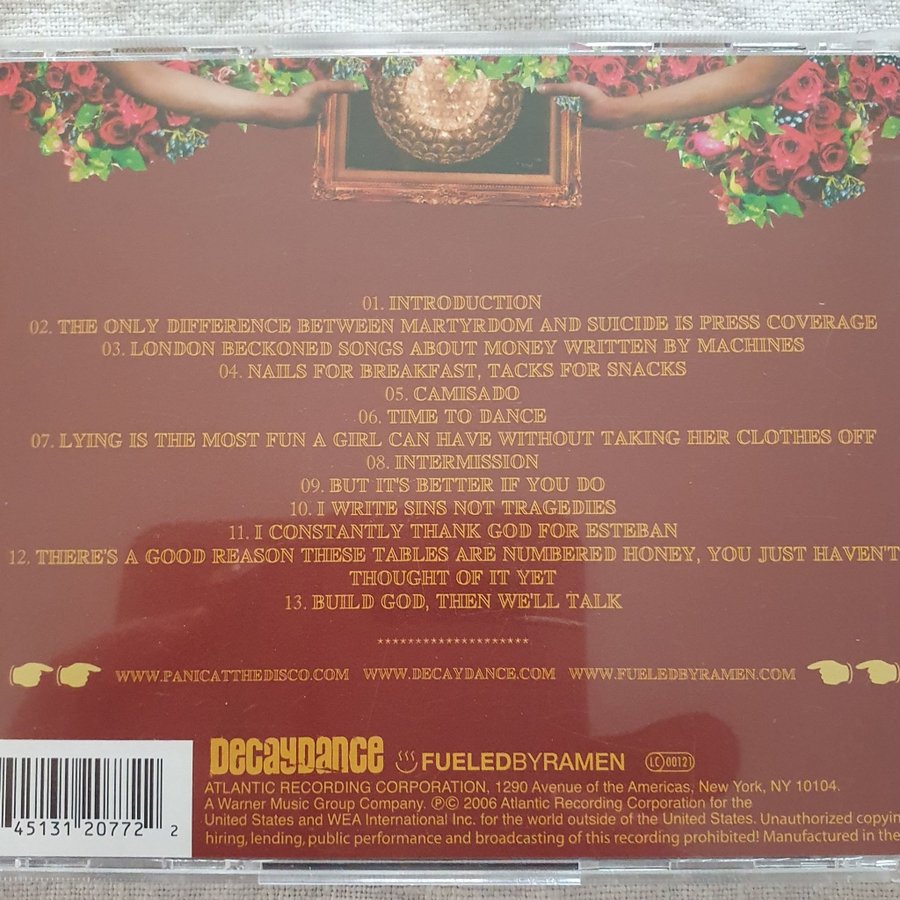 01. INTRODUCTION
02. THE ONLY DIFFERENCE BETWEEN MARTYRDOM AND SUICIDE IS PRESS COVERAGE
03. LONDON BECKONED SONGS ABOUT MONEY WRITTEN BY MACHINES
04. NAILS FOR BREAKFAST, TACKS FOR SNACKS
05. CAMISADO
06. TIME TO DANCE
07. LYING IS THE MOST FUN A GIRL CAN HAVE WITHOUT TAKING HER CLOTHES OFF
08. INTERMISSION
09. BUT IT'S BETTER IF YOU DO
10. I WRITE SINS NOT TRAGEDIES
11. I CONSTANTLY THANK GOD FOR ESTEBAN
12. THERE'S A GOOD REASON THESE TABLES ARE NUMBERED HONEY, YOU JUST HAVEN'T
THOUGHT OF IT YET
13. BUILD GOD, THEN WE'LL TALK
********************
WWW.PANICATTHEDISCO.COM WWW.DECAYDANCE.COM WWW.FUELEDBYRAMEN.COM
DECAYDANCE FUELEDBYRAMEN LC 00121
ATLANTIC RECORDING CORPORATION, 1290 Avenue of the Americas, New York, NY 10104.
A Warner Music Group Company. ℗© 2006 Atlantic Recording Corporation for the
United States and WEA International Inc. for the world outside of the United States. Unauthorized copyin
hiring, lending, public performance and broadcasting of this recording prohibited! Manufactured in the
45131 20772 2